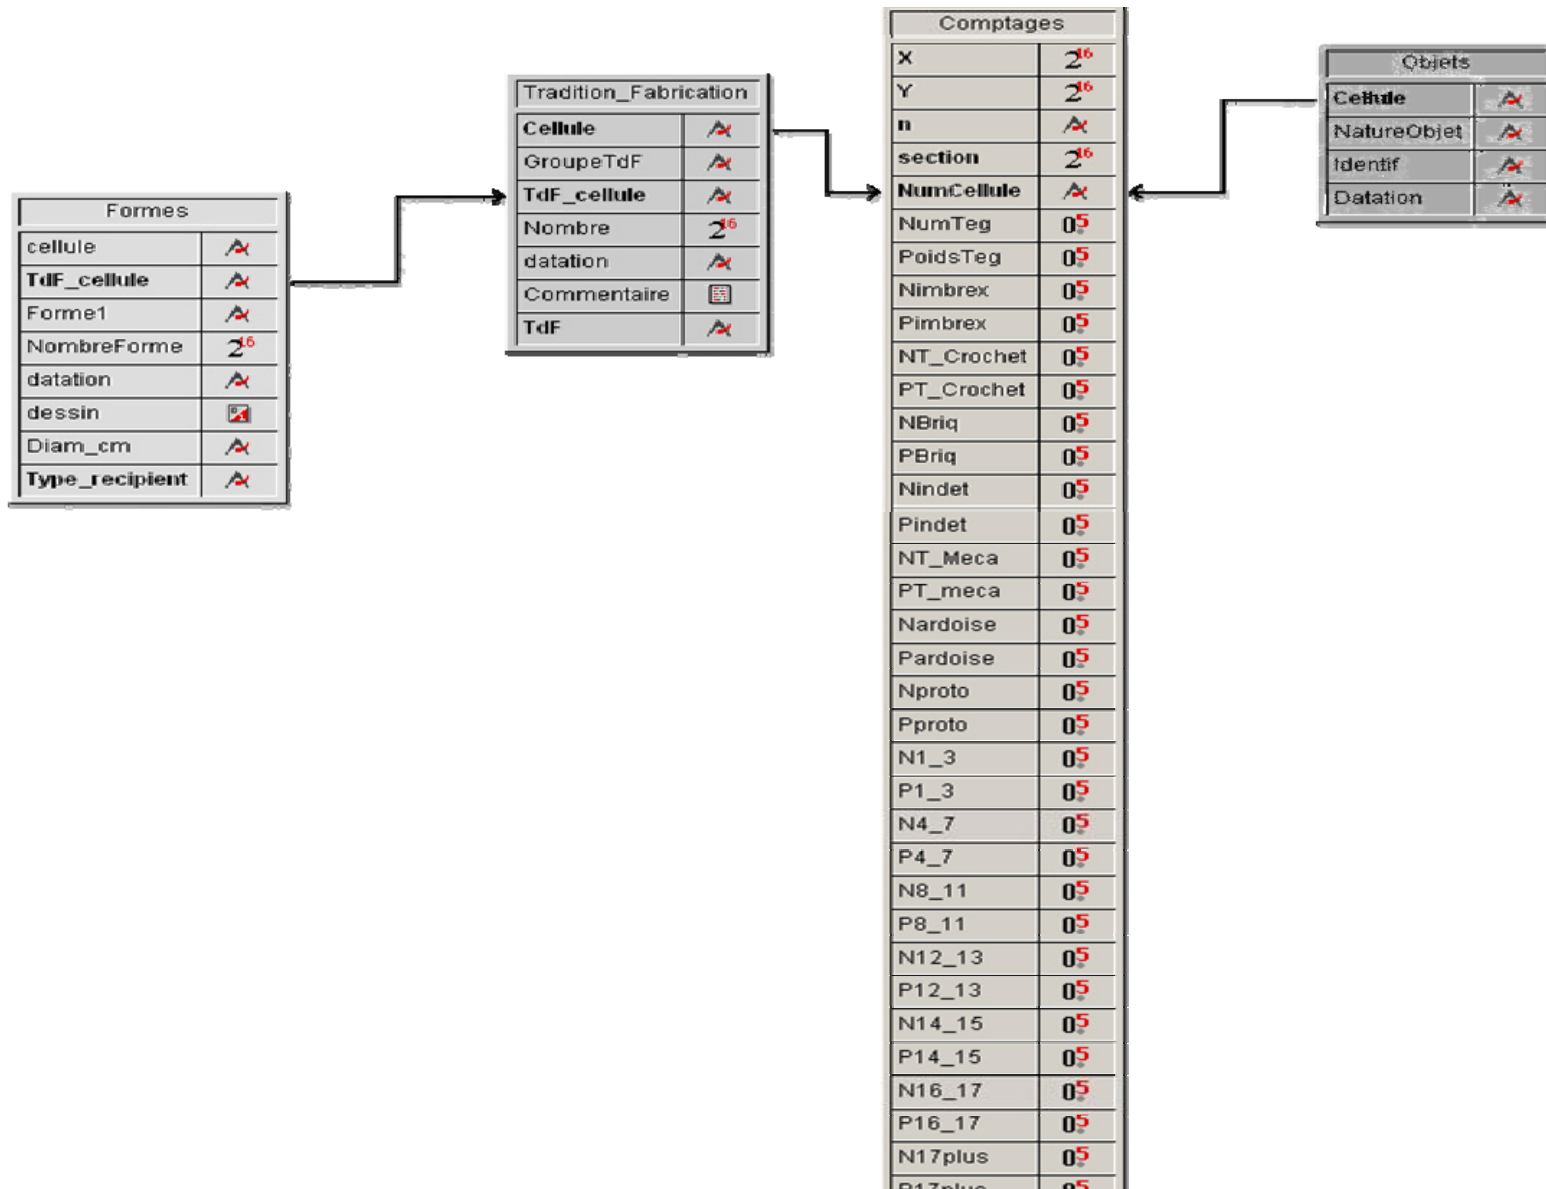 Formes
cellule
TdF_cellule
Forme1
NombreForme
datation
dessin
Diam_cm
Type_recipient
Tradition_Fabrication
Cellule
GroupeTdF
TdF_cellule
Nombre
datation
Commentaire
TdF
Comptages
X
Y
n
section
NumCellule
NumTeg
PoidsTeg
Nimbrex
Pimbrex
NT_Crochet
PT_Crochet
NBriq
PBriq
Nindet
Pindet
NT_Meca
PT_meca
Nardoise
Pardoise
Nproto
Pproto
N1_3
P1_3
N4_7
P4_7
N8_11
P8_11
N12_13
P12_13
N14_15
P14_15
N16_17
P16_17
N17plus
P17plus
Objets
Cellule
NatureObjet
Identif
Datation